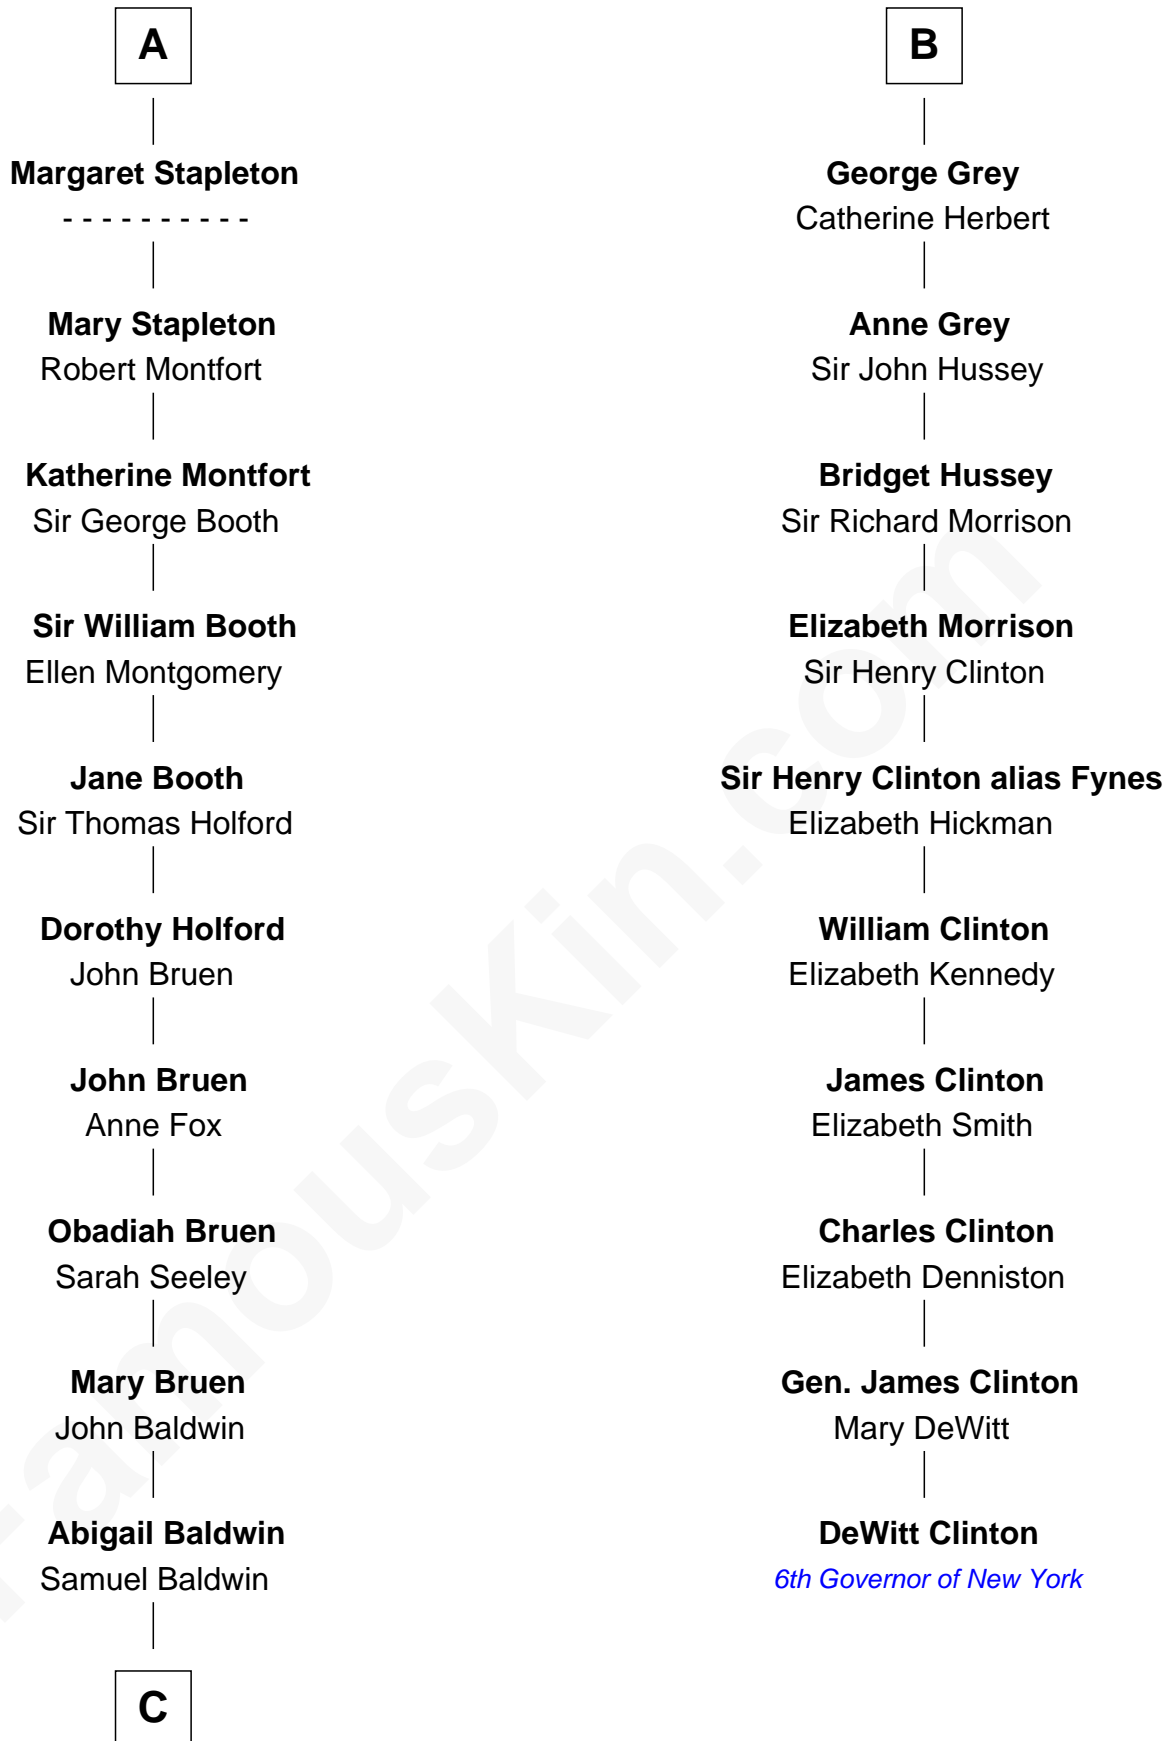 A
Margaret Stapleton
- - - - - - - - - -
Mary Stapleton
Robert Montfort
Katherine Montfort
Sir George Booth
Sir William Booth
Ellen Montgomery
Jane Booth
Sir Thomas Holford
Dorothy Holford
John Bruen
John Bruen
Anne Fox
Obadiah Bruen
Sarah Seeley
Mary Bruen
John Baldwin
Abigail Baldwin
Samuel Baldwin
C
B
George Grey
Catherine Herbert
Anne Grey
Sir John Hussey
Bridget Hussey
Sir Richard Morrison
Elizabeth Morrison
Sir Henry Clinton
Sir Henry Clinton alias Fynes
Elizabeth Hickman
William Clinton
Elizabeth Kennedy
James Clinton
Elizabeth Smith
Charles Clinton
Elizabeth Denniston
Gen. James Clinton
Mary DeWitt
DeWitt Clinton
6th Governor of New York
FamousKin.com